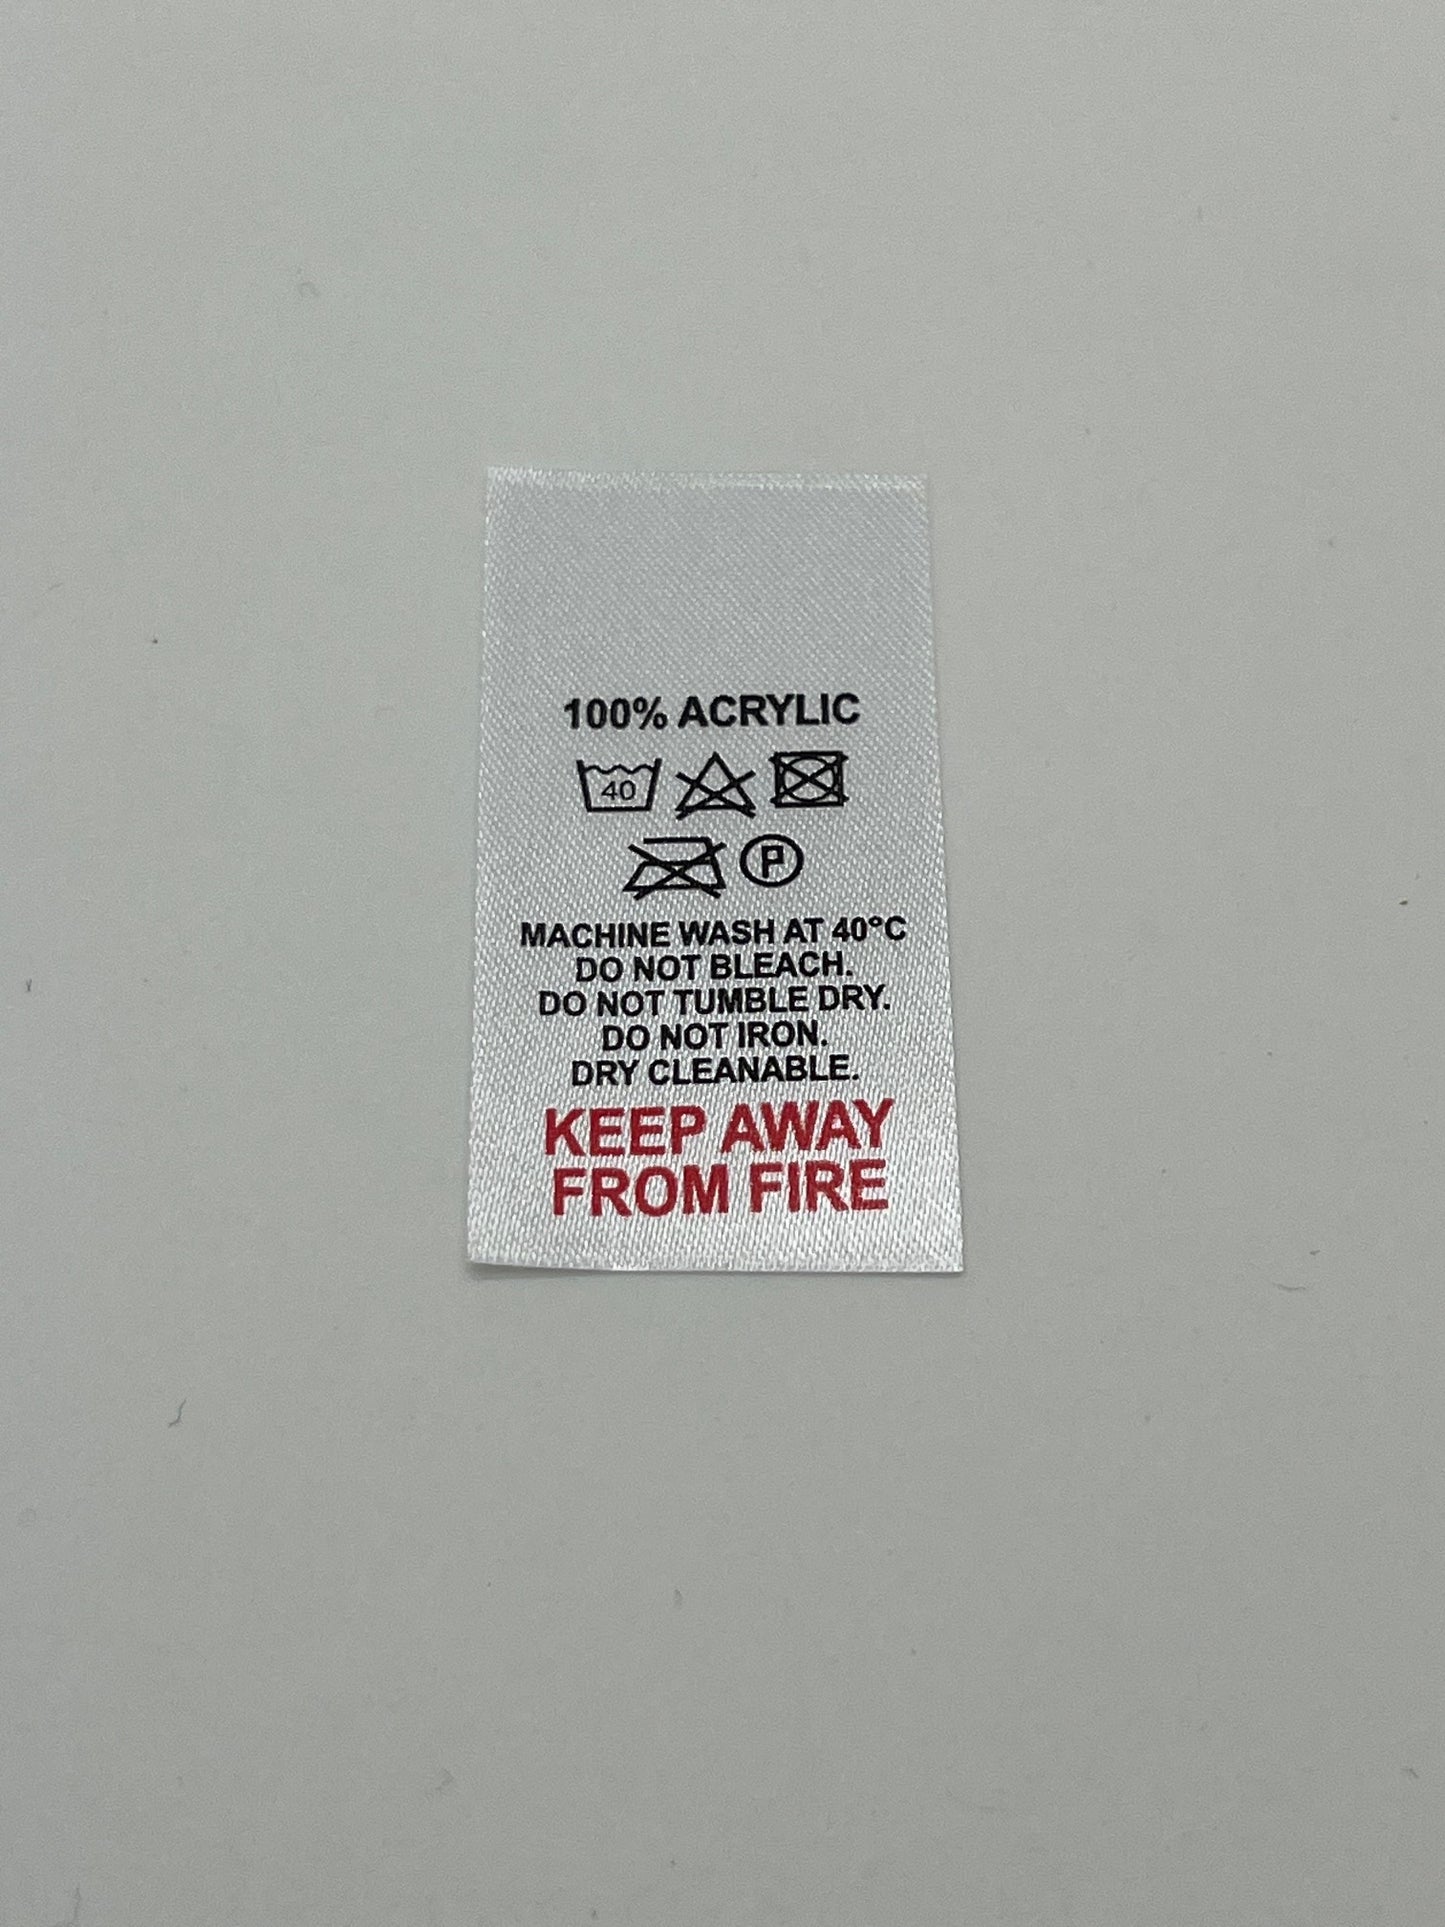 100% ACRYLIC
40
P
MACHINE WASH AT 40°C
DO NOT BLEACH.
DO NOT TUMBLE DRY.
DO NOT IRON.
DRY CLEANABLE.
KEEP AWAY
FROM FIRE